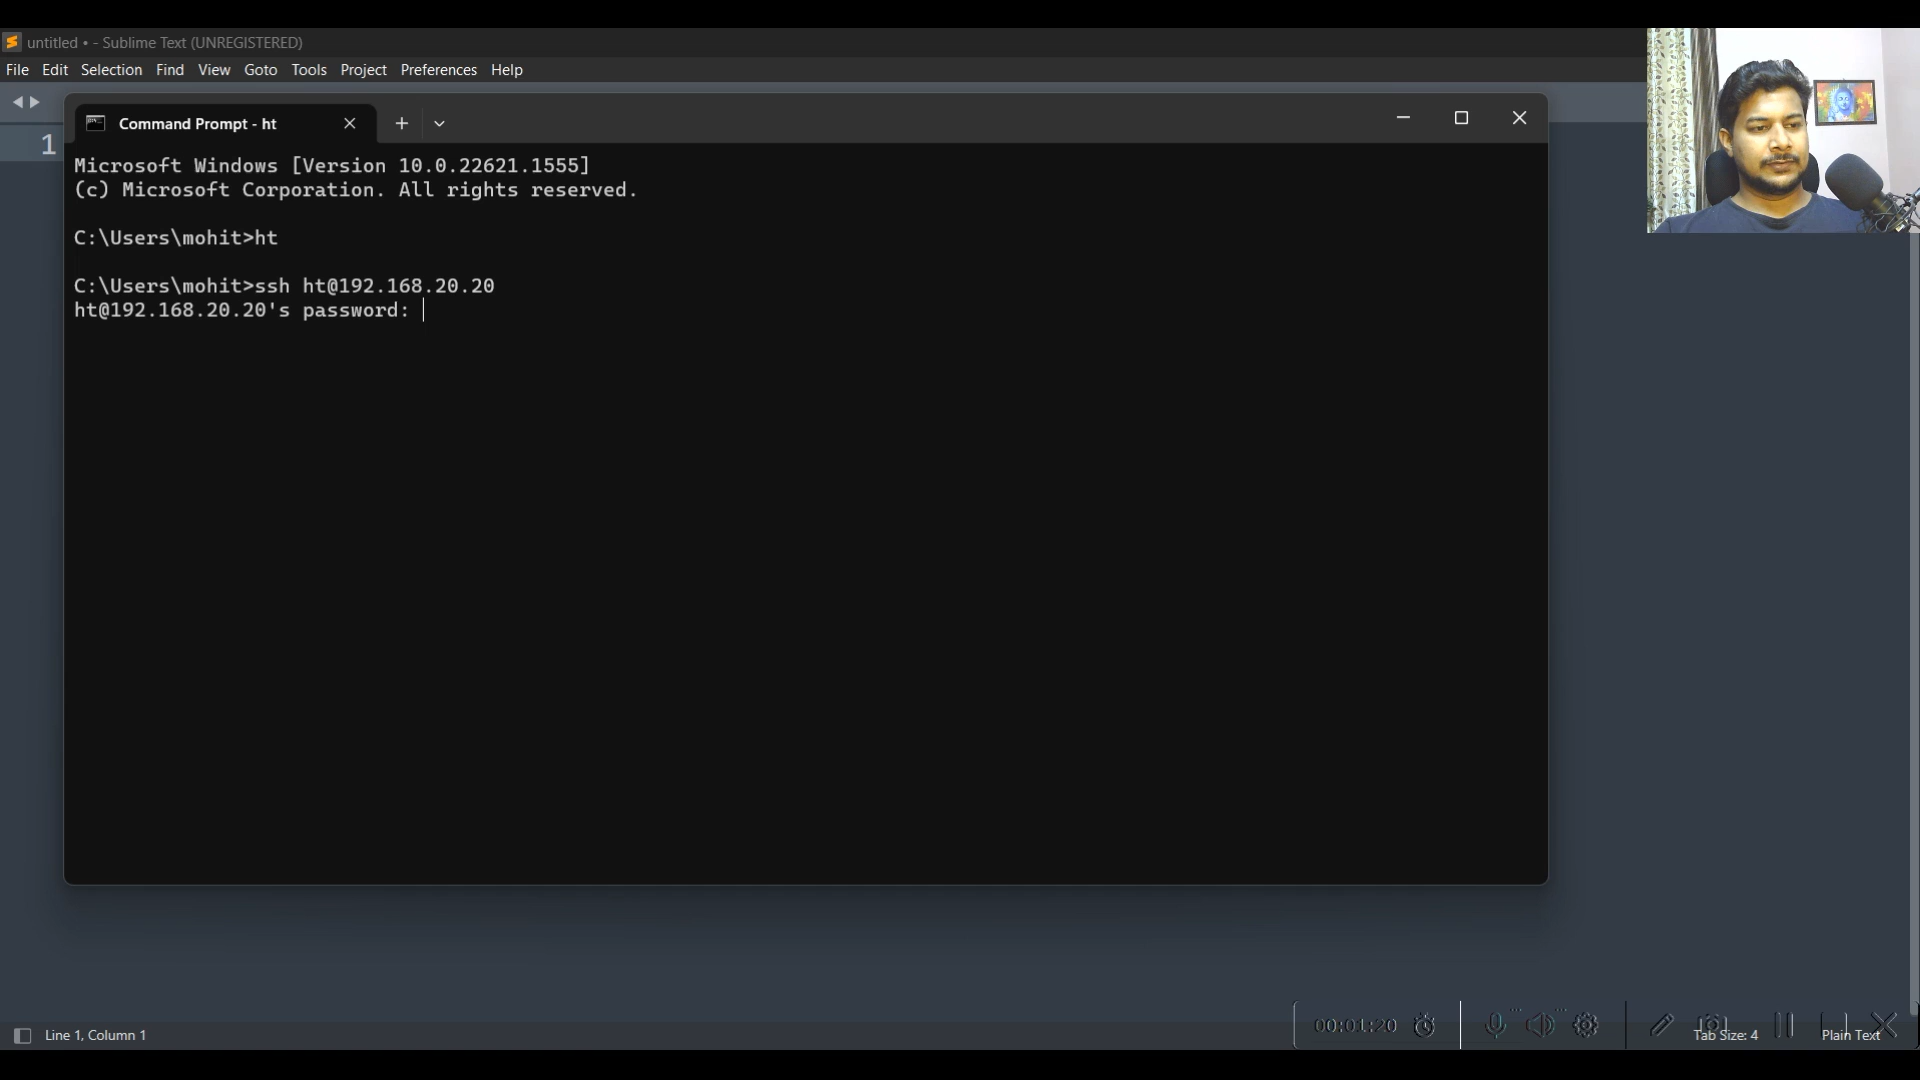 untitled • - Sublime Text (UNREGISTERED)
File Edit Selection Find View Goto Tools Project Preferences Help
Command Prompt - ht
1
Microsoft Windows [Version 10.0.22621.1555]
(c) Microsoft Corporation. All rights reserved.
C:\Users\mohit>ht
C:\Users\mohit>ssh ht@192.168.20.20
ht@192.168.20.20's password:
00:01:20
Line 1, Column 1
Tab Size: 4
Plain Text